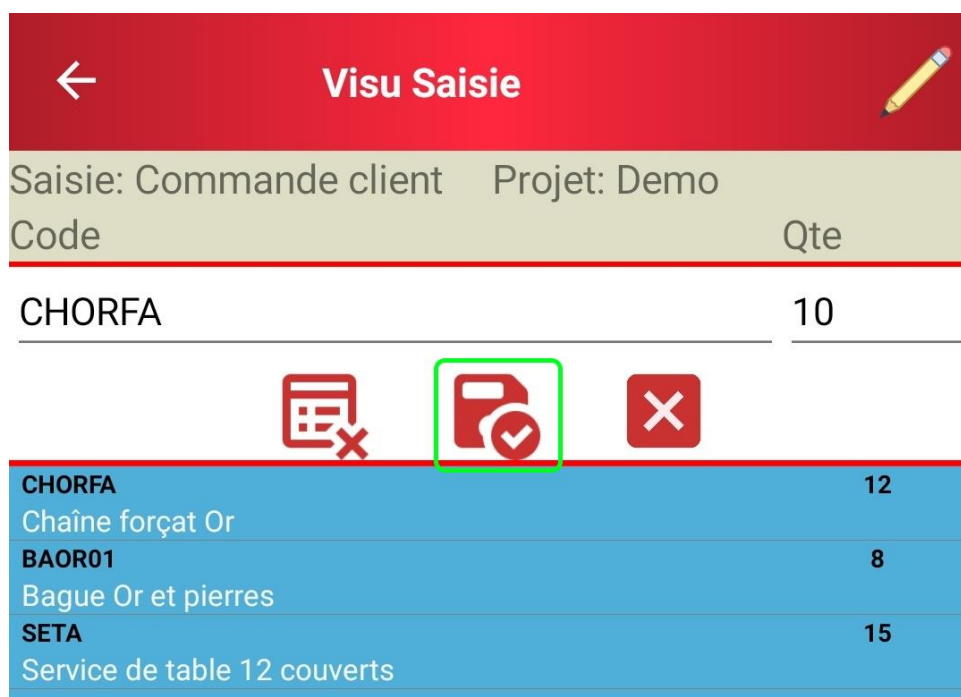 Visu Saisie
Saisie: Commande client Projet: Demo
Code Qte
CHORFA 10
CHORFA 12
Chaîne forçat Or
BAOR01 8
Bague Or et pierres
SETA 15
Service de table 12 couverts